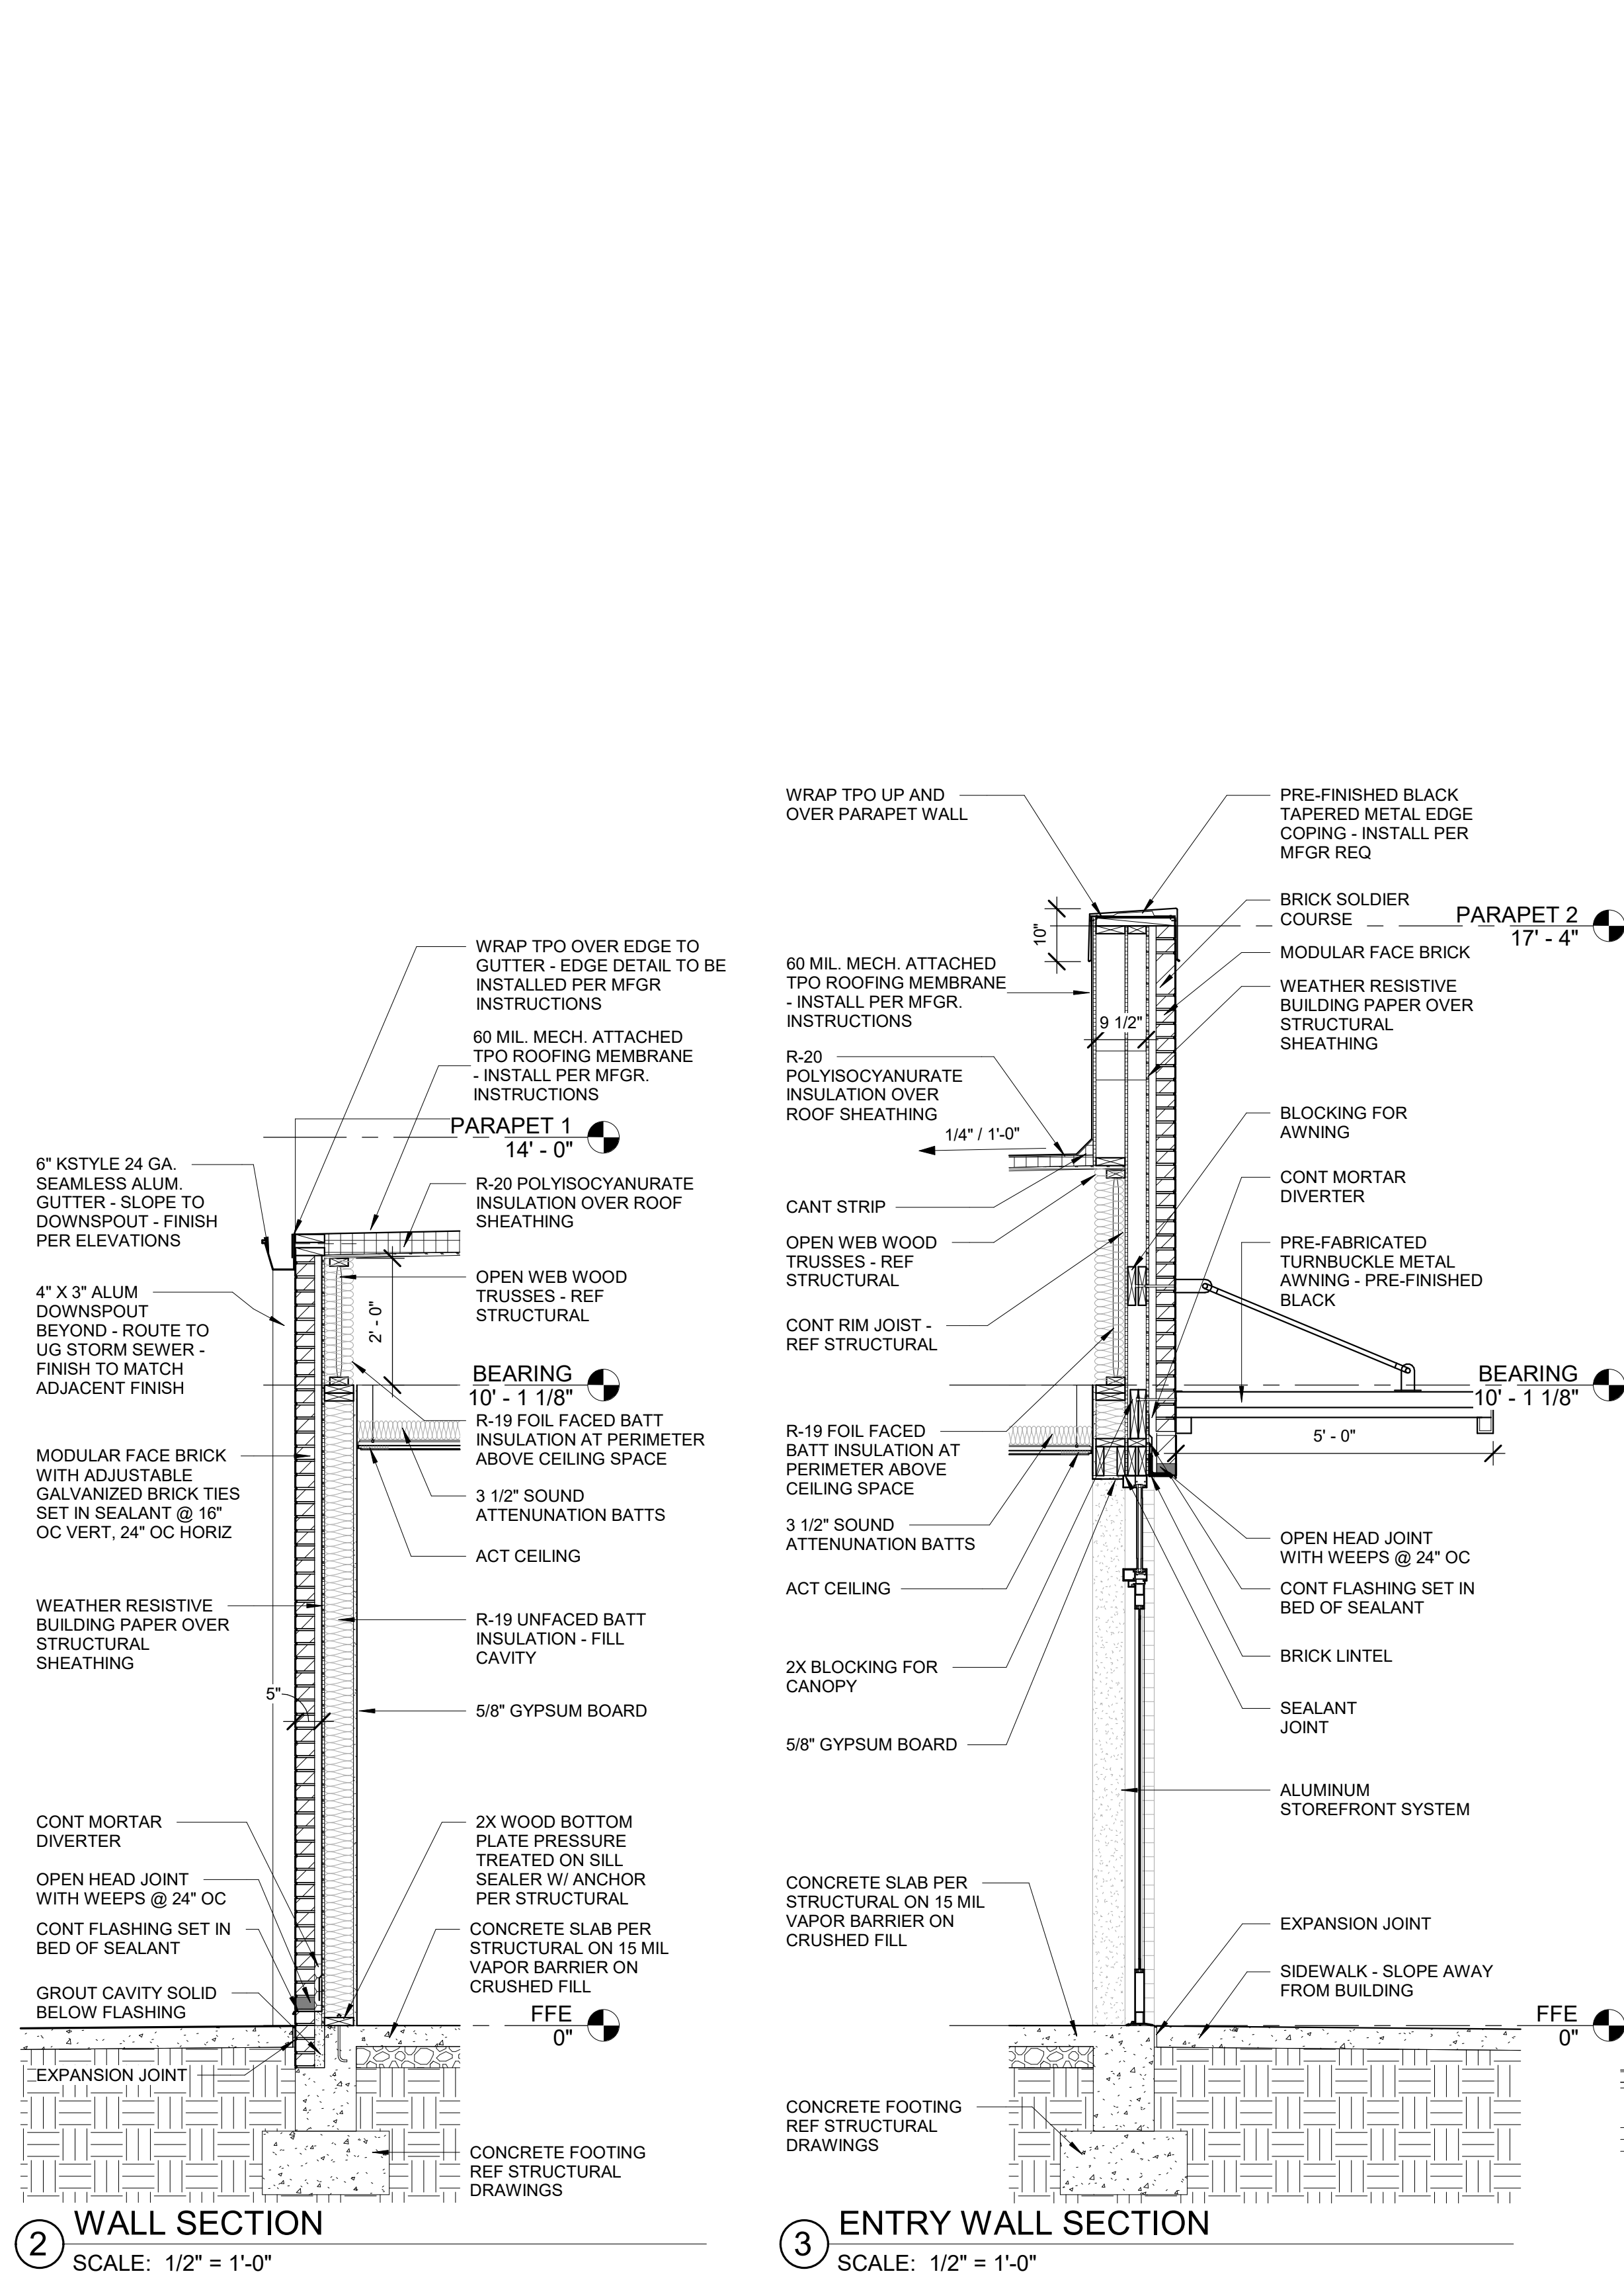 WRAP TPO OVER EDGE TO
GUTTER - EDGE DETAIL TO BE
INSTALLED PER MFGR
INSTRUCTIONS
60 MIL. MECH. ATTACHED
TPO ROOFING MEMBRANE
- INSTALL PER MFGR.
INSTRUCTIONS
PARAPET 1
14' - 0"
6" KSTYLE 24 GA.
SEAMLESS ALUM.
GUTTER - SLOPE TO
DOWNSPOUT - FINISH
PER ELEVATIONS
R-20 POLYISOCYANURATE
INSULATION OVER ROOF
SHEATHING
4" X 3" ALUM
DOWNSPOUT
BEYOND - ROUTE TO
UG STORM SEWER -
FINISH TO MATCH
ADJACENT FINISH
OPEN WEB WOOD
TRUSSES - REF
STRUCTURAL
2' - 0"
BEARING
10' - 1 1/8"
R-19 FOIL FACED BATT
INSULATION AT PERIMETER
ABOVE CEILING SPACE
MODULAR FACE BRICK
WITH ADJUSTABLE
GALVANIZED BRICK TIES
SET IN SEALANT @ 16"
OC VERT, 24" OC HORIZ
3 1/2" SOUND
ATTENUNATION BATTS
ACT CEILING
WEATHER RESISTIVE
BUILDING PAPER OVER
STRUCTURAL
SHEATHING
R-19 UNFACED BATT
INSULATION - FILL
CAVITY
5"
5/8" GYPSUM BOARD
CONT MORTAR
DIVERTER
2X WOOD BOTTOM
PLATE PRESSURE
TREATED ON SILL
SEALER W/ ANCHOR
PER STRUCTURAL
OPEN HEAD JOINT
WITH WEEPS @ 24" OC
CONT FLASHING SET IN
BED OF SEALANT
CONCRETE SLAB PER
STRUCTURAL ON 15 MIL
VAPOR BARRIER ON
CRUSHED FILL
GROUT CAVITY SOLID
BELOW FLASHING
FFE
0"
EXPANSION JOINT
CONCRETE FOOTING
REF STRUCTURAL
DRAWINGS
2
WALL SECTION
SCALE: 1/2" = 1'-0"
WRAP TPO UP AND
OVER PARAPET WALL
PRE-FINISHED BLACK
TAPERED METAL EDGE
COPING - INSTALL PER
MFGR REQ
BRICK SOLDIER
COURSE
PARAPET 2
17' - 4"
10"
MODULAR FACE BRICK
60 MIL. MECH. ATTACHED
TPO ROOFING MEMBRANE
- INSTALL PER MFGR.
INSTRUCTIONS
WEATHER RESISTIVE
BUILDING PAPER OVER
STRUCTURAL
SHEATHING
9 1/2"
R-20
POLYISOCYANURATE
INSULATION OVER
ROOF SHEATHING
1/4" / 1'-0"
BLOCKING FOR
AWNING
CANT STRIP
CONT MORTAR
DIVERTER
OPEN WEB WOOD
TRUSSES - REF
STRUCTURAL
PRE-FABRICATED
TURNBUCKLE METAL
AWNING - PRE-FINISHED
BLACK
CONT RIM JOIST -
REF STRUCTURAL
BEARING
10' - 1 1/8"
5' - 0"
R-19 FOIL FACED
BATT INSULATION AT
PERIMETER ABOVE
CEILING SPACE
3 1/2" SOUND
ATTENUNATION BATTS
OPEN HEAD JOINT
WITH WEEPS @ 24" OC
ACT CEILING
CONT FLASHING SET IN
BED OF SEALANT
BRICK LINTEL
2X BLOCKING FOR
CANOPY
SEALANT
JOINT
5/8" GYPSUM BOARD
ALUMINUM
STOREFRONT SYSTEM
CONCRETE SLAB PER
STRUCTURAL ON 15 MIL
VAPOR BARRIER ON
CRUSHED FILL
EXPANSION JOINT
SIDEWALK - SLOPE AWAY
FROM BUILDING
FFE
0"
CONCRETE FOOTING
REF STRUCTURAL
DRAWINGS
3
ENTRY WALL SECTION
SCALE: 1/2" = 1'-0"